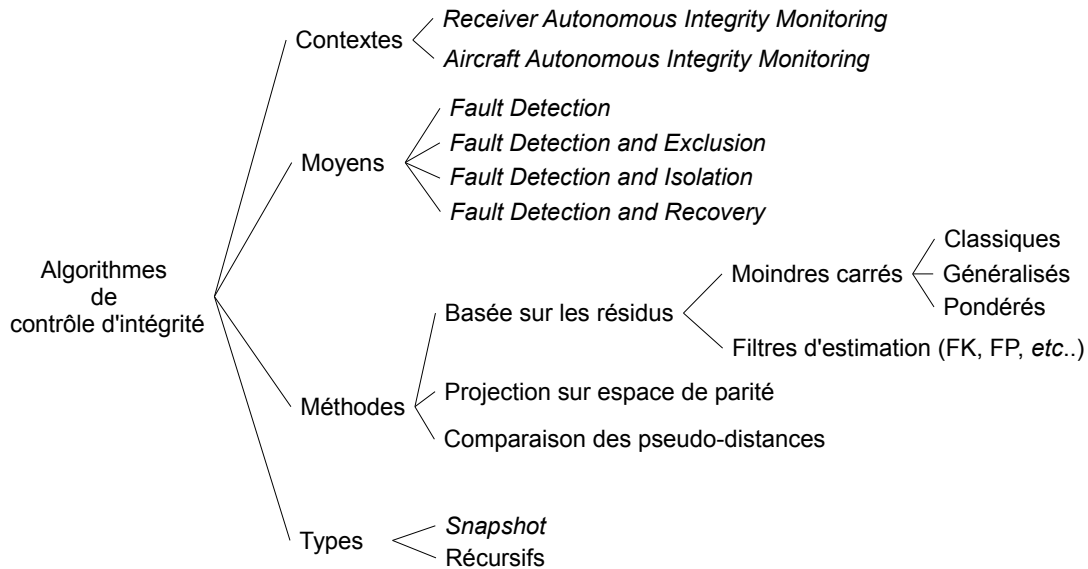 Algorithmes
de
contrôle d'intégrité
Contextes
Receiver Autonomous Integrity Monitoring
Aircraft Autonomous Integrity Monitoring
Moyens
Fault Detection
Fault Detection and Exclusion
Fault Detection and Isolation
Fault Detection and Recovery
Méthodes
Basée sur les résidus
Moindres carrés
Classiques
Généralisés
Pondérés
Filtres d'estimation (FK, FP, etc..)
Projection sur espace de parité
Comparaison des pseudo-distances
Types
Snapshot
Récursifs